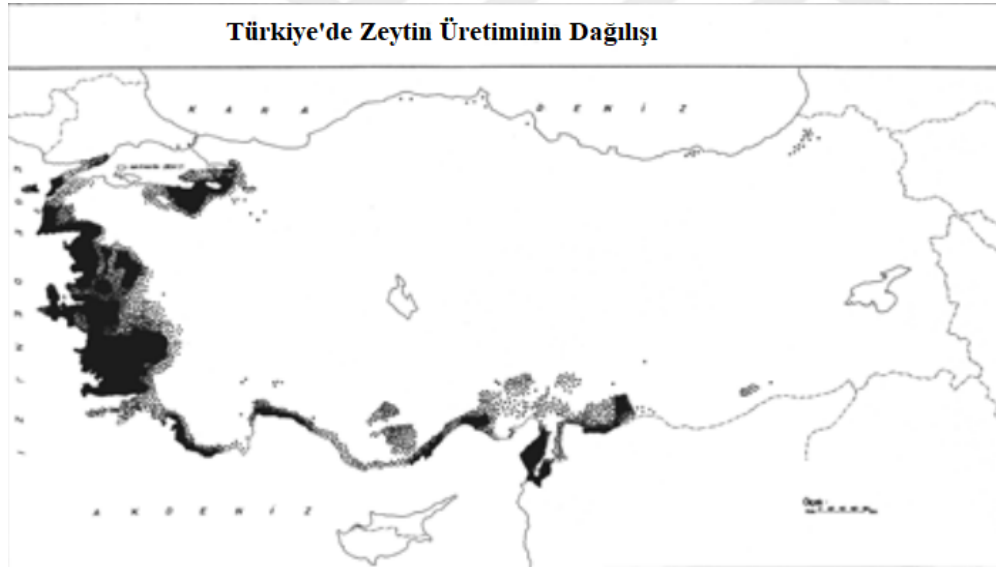 Türkiye'de Zeytin Üretiminin Dağılışı
K A R A D E N İ Z
E G E D E N İ Z İ
A K D E N İ Z